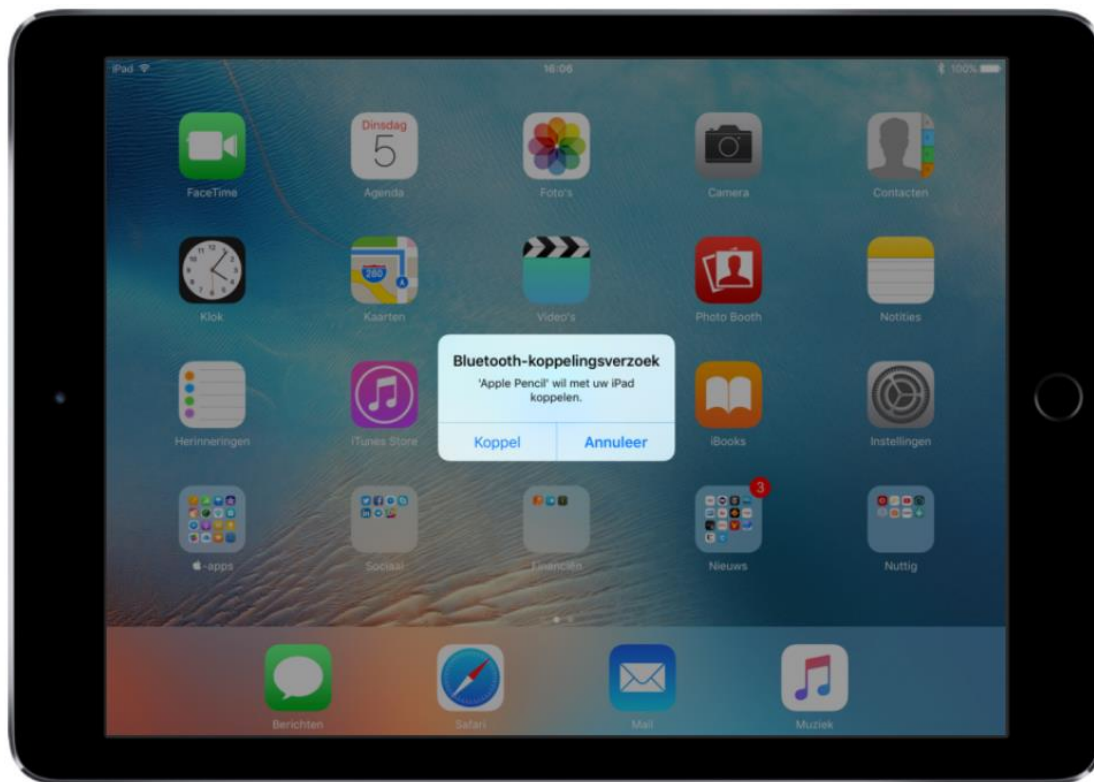 iPad
16:06
100%
FaceTime
Dinsdag
5
Agenda
Foto's
Camera
Contacten
12
Klok
280
Kaarten
Video's
Photo Booth
Notities
Bluetooth-koppelingsverzoek
'Apple Pencil' wil met uw iPad
koppelen.
Koppel
Annuleer
Herinneringen
iTunes Store
iBooks
Instellingen
3
-apps
Sociaal
Financiën
Nieuws
Nuttig
Berichten
Safari
Mail
Muziek